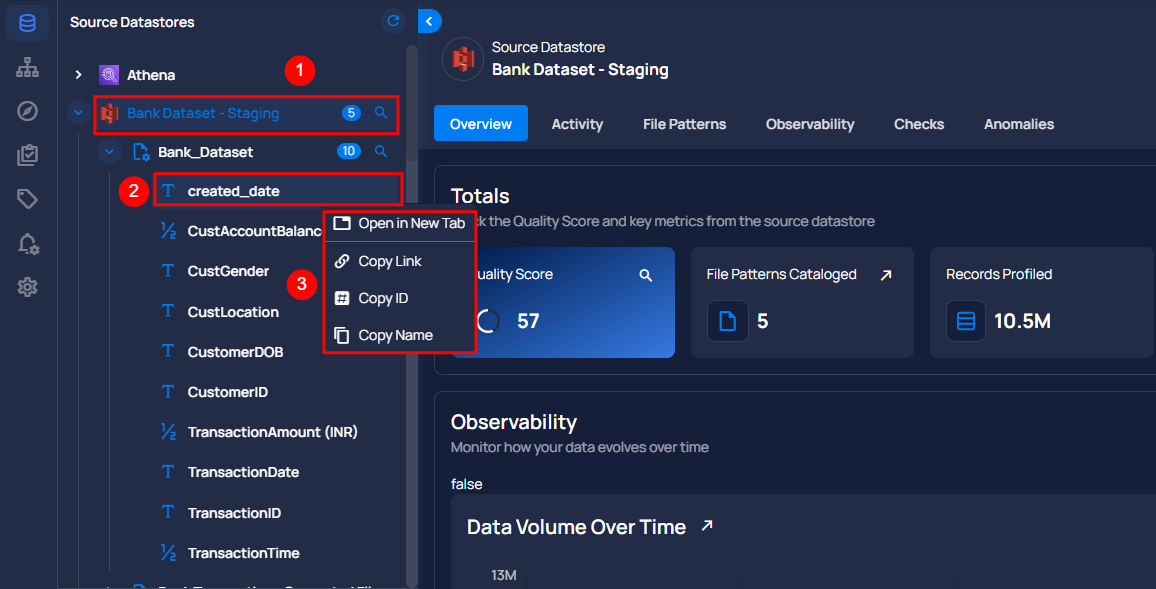 Source Datastores
Athena
1
Bank Dataset - Staging 5
Bank_Dataset 10
2
created_date
CustAccountBalanc
CustGender
CustLocation
CustomerDOB
CustomerID
TransactionAmount (INR)
TransactionDate
TransactionID
TransactionTime
3
Open in New Tab
Copy Link
Copy ID
Copy Name
Source Datastore
Bank Dataset - Staging
Overview Activity File Patterns Observability Checks Anomalies
Totals
the Quality Score and key metrics from the source datastore
uality Score
57
File Patterns Cataloged
5
Records Profiled
10.5M
Observability
Monitor how your data evolves over time
false
Data Volume Over Time
13M